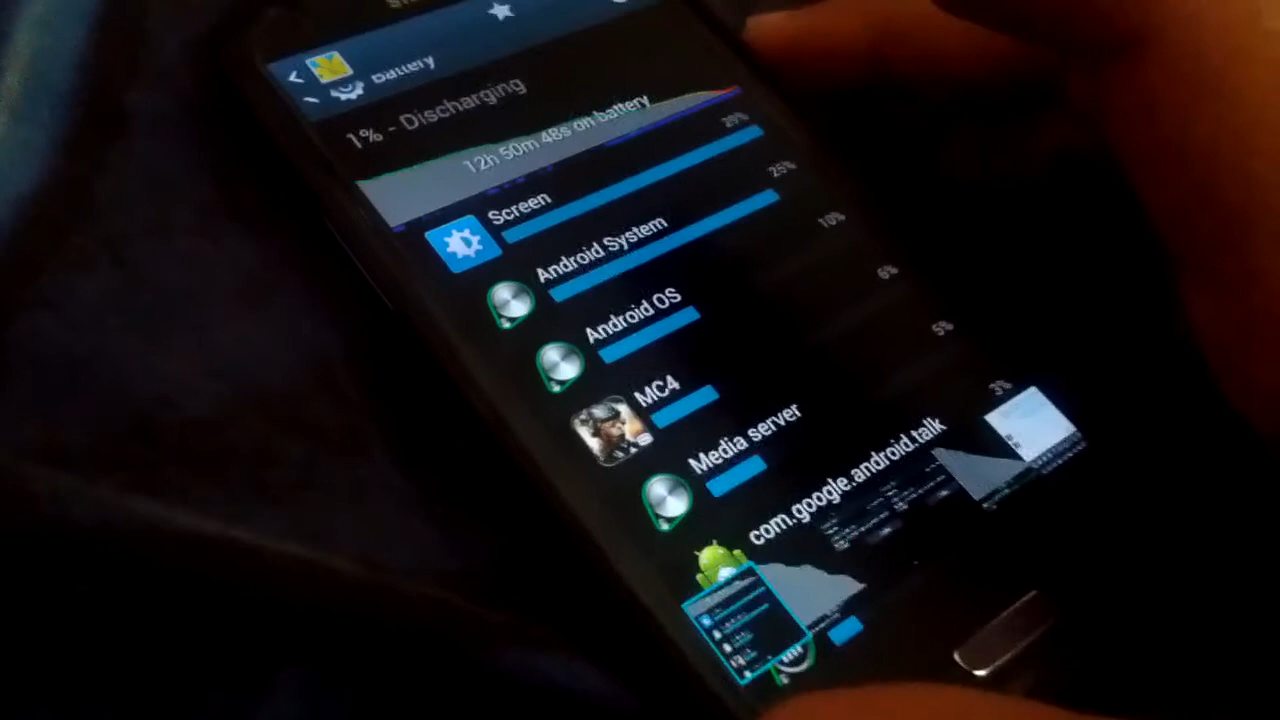 Battery
1% - Discharging
12h 50m 48s on battery
Screen
29%
Android System
25%
Android OS
10%
MC4
6%
Media server
5%
com.google.android.talk
3%